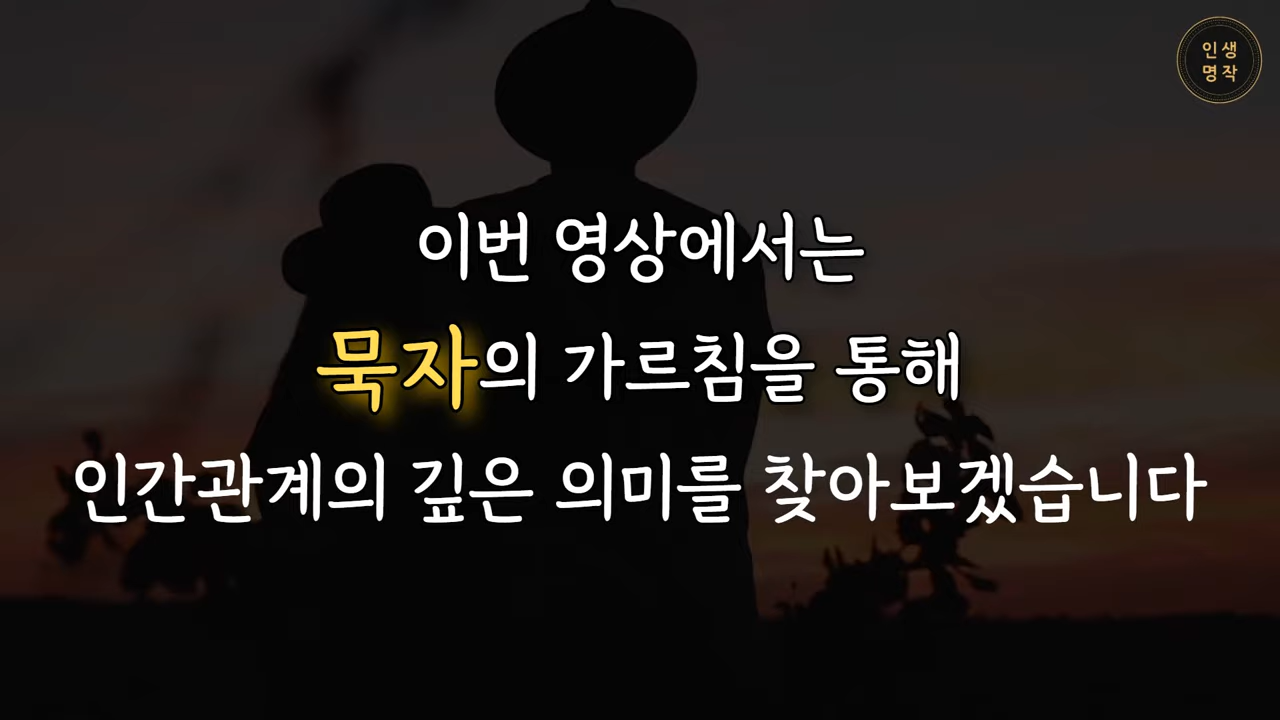 인생
명작
이번 영상에서는
묵자의 가르침을 통해
인간관계의 깊은 의미를 찾아보겠습니다